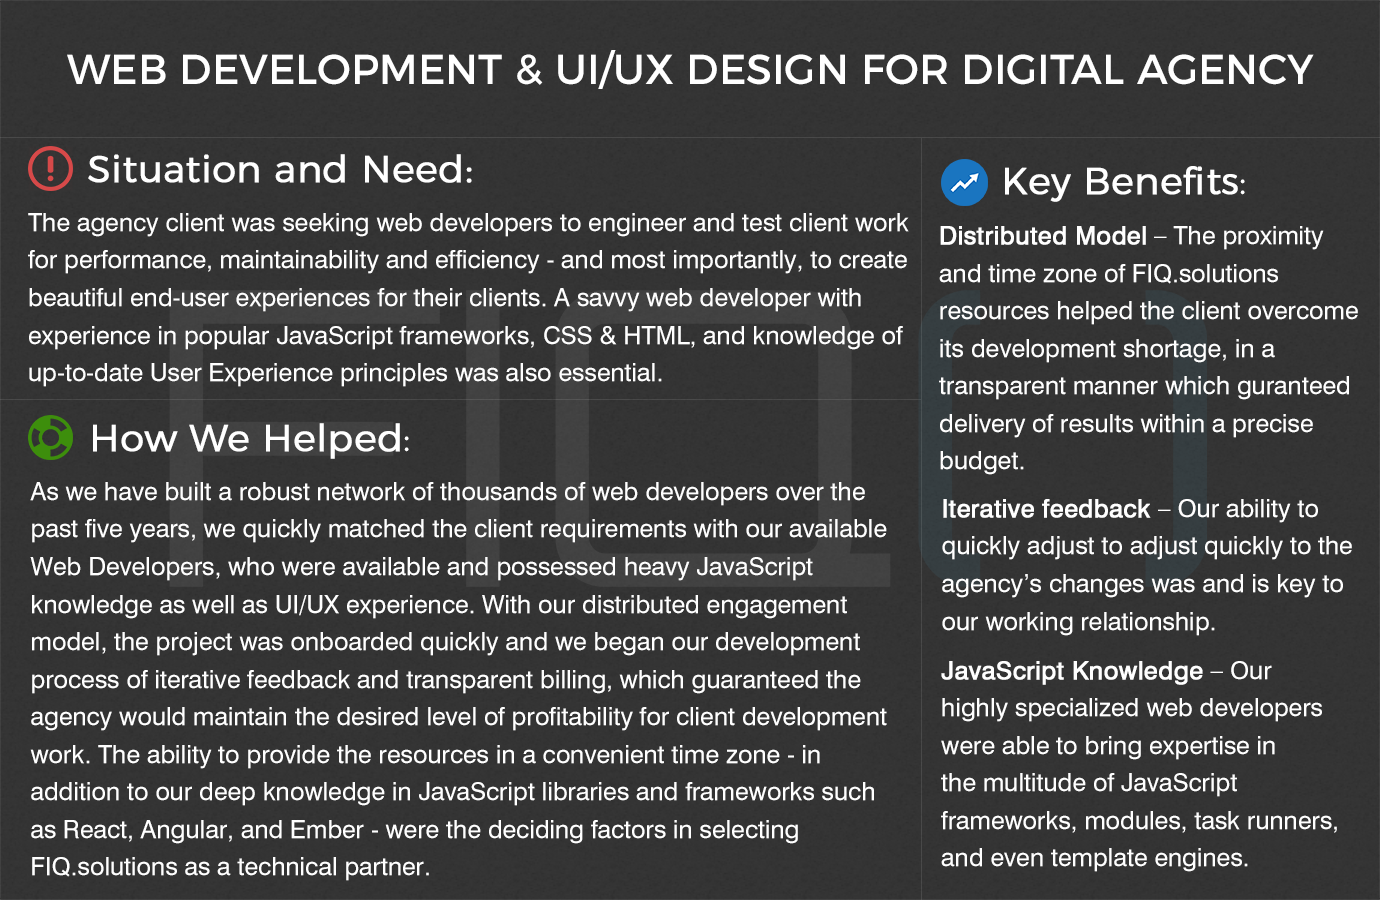 WEB DEVELOPMENT & UI/UX DESIGN FOR DIGITAL AGENCY
Situation and Need:
The agency client was seeking web developers to engineer and test client work
for performance, maintainability and efficiency - and most importantly, to create
beautiful end-user experiences for their clients. A savvy web developer with
experience in popular JavaScript frameworks, CSS & HTML, and knowledge of
up-to-date User Experience principles was also essential.
How We Helped:
As we have built a robust network of thousands of web developers over the
past five years, we quickly matched the client requirements with our available
Web Developers, who were available and possessed heavy JavaScript
knowledge as well as UI/UX experience. With our distributed engagement
model, the project was onboarded quickly and we began our development
process of iterative feedback and transparent billing, which guaranteed the
agency would maintain the desired level of profitability for client development
work. The ability to provide the resources in a convenient time zone - in
addition to our deep knowledge in JavaScript libraries and frameworks such
as React, Angular, and Ember - were the deciding factors in selecting
FIQ.solutions as a technical partner.
Key Benefits:
Distributed Model – The proximity
and time zone of FIQ.solutions
resources helped the client overcome
its development shortage, in a
transparent manner which guranteed
delivery of results within a precise
budget.
Iterative feedback – Our ability to
quickly adjust to adjust quickly to the
agency’s changes was and is key to
our working relationship.
JavaScript Knowledge – Our
highly specialized web developers
were able to bring expertise in
the multitude of JavaScript
frameworks, modules, task runners,
and even template engines.
FIQ